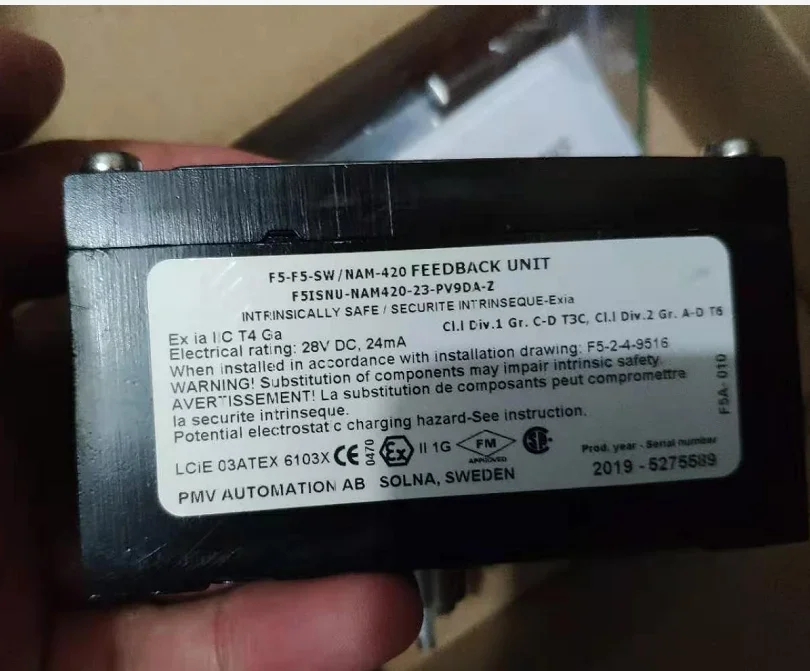 F5-F5-SW/NAM-420 FEEDBACK UNIT
F5ISNU-NAM420-23-PV9DA-Z
INTRINSICALLY SAFE / SECURITE INTRINSEQUE-Exia
Ex ia IIC T4 Ga
Cl.I Div.1 Gr. C-D T3C, Cl.I Div.2 Gr. A-D T6
Electrical rating: 28V DC, 24mA
When installed in accordance with installation drawing: F5-2-4-9516
WARNING! Substitution of components may impair intrinsic safety.
AVERTISSEMENT! La substitution de composants peut compromettre
la securite intrinseque.
Potential electrostatic charging hazard-See instruction.
F5A-010
LCiE 03ATEX 6103X CE 0470 Ex II 1G FM APPROVED
Prod. year - Serial number
2019 - 5275589
PMV AUTOMATION AB SOLNA, SWEDEN